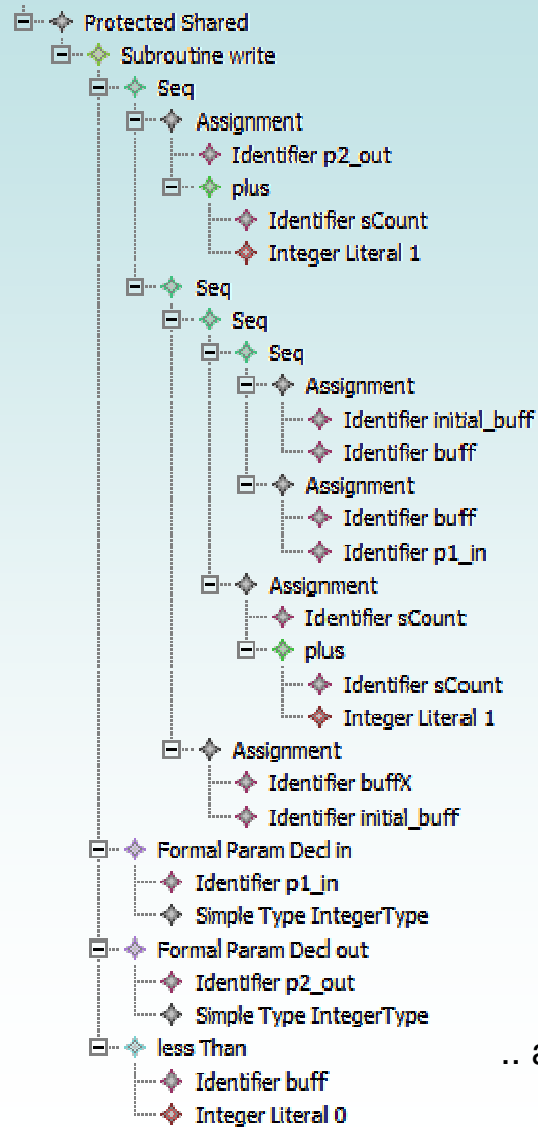 Protected Shared
Subroutine write
Seq
Assignment
Identifier p2_out
plus
Identifier sCount
Integer Literal 1
Seq
Seq
Seq
Assignment
Identifier initial_buff
Identifier buff
Assignment
Identifier buff
Identifier p1_in
Assignment
Identifier sCount
plus
Identifier sCount
Integer Literal 1
Assignment
Identifier buffX
Identifier initial_buff
Formal Param Decl in
Identifier p1_in
Simple Type IntegerType
Formal Param Decl out
Identifier p2_out
Simple Type IntegerType
less Than
.. a
Identifier buff
Integer Literal 0